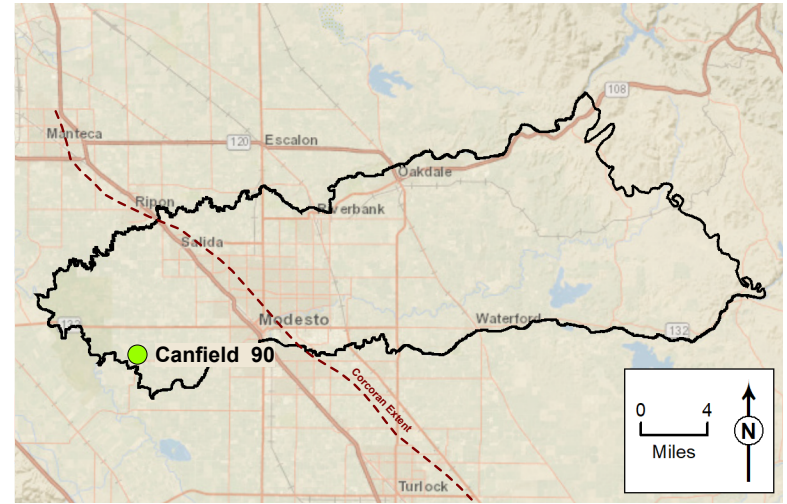 108
Manteca
120
Escalon
Oakdale
Ripon
Riverbank
Salida
132
Modesto
Waterford
132
Canfield 90
Corcoran Extent
0 4
Miles
N
Turlock